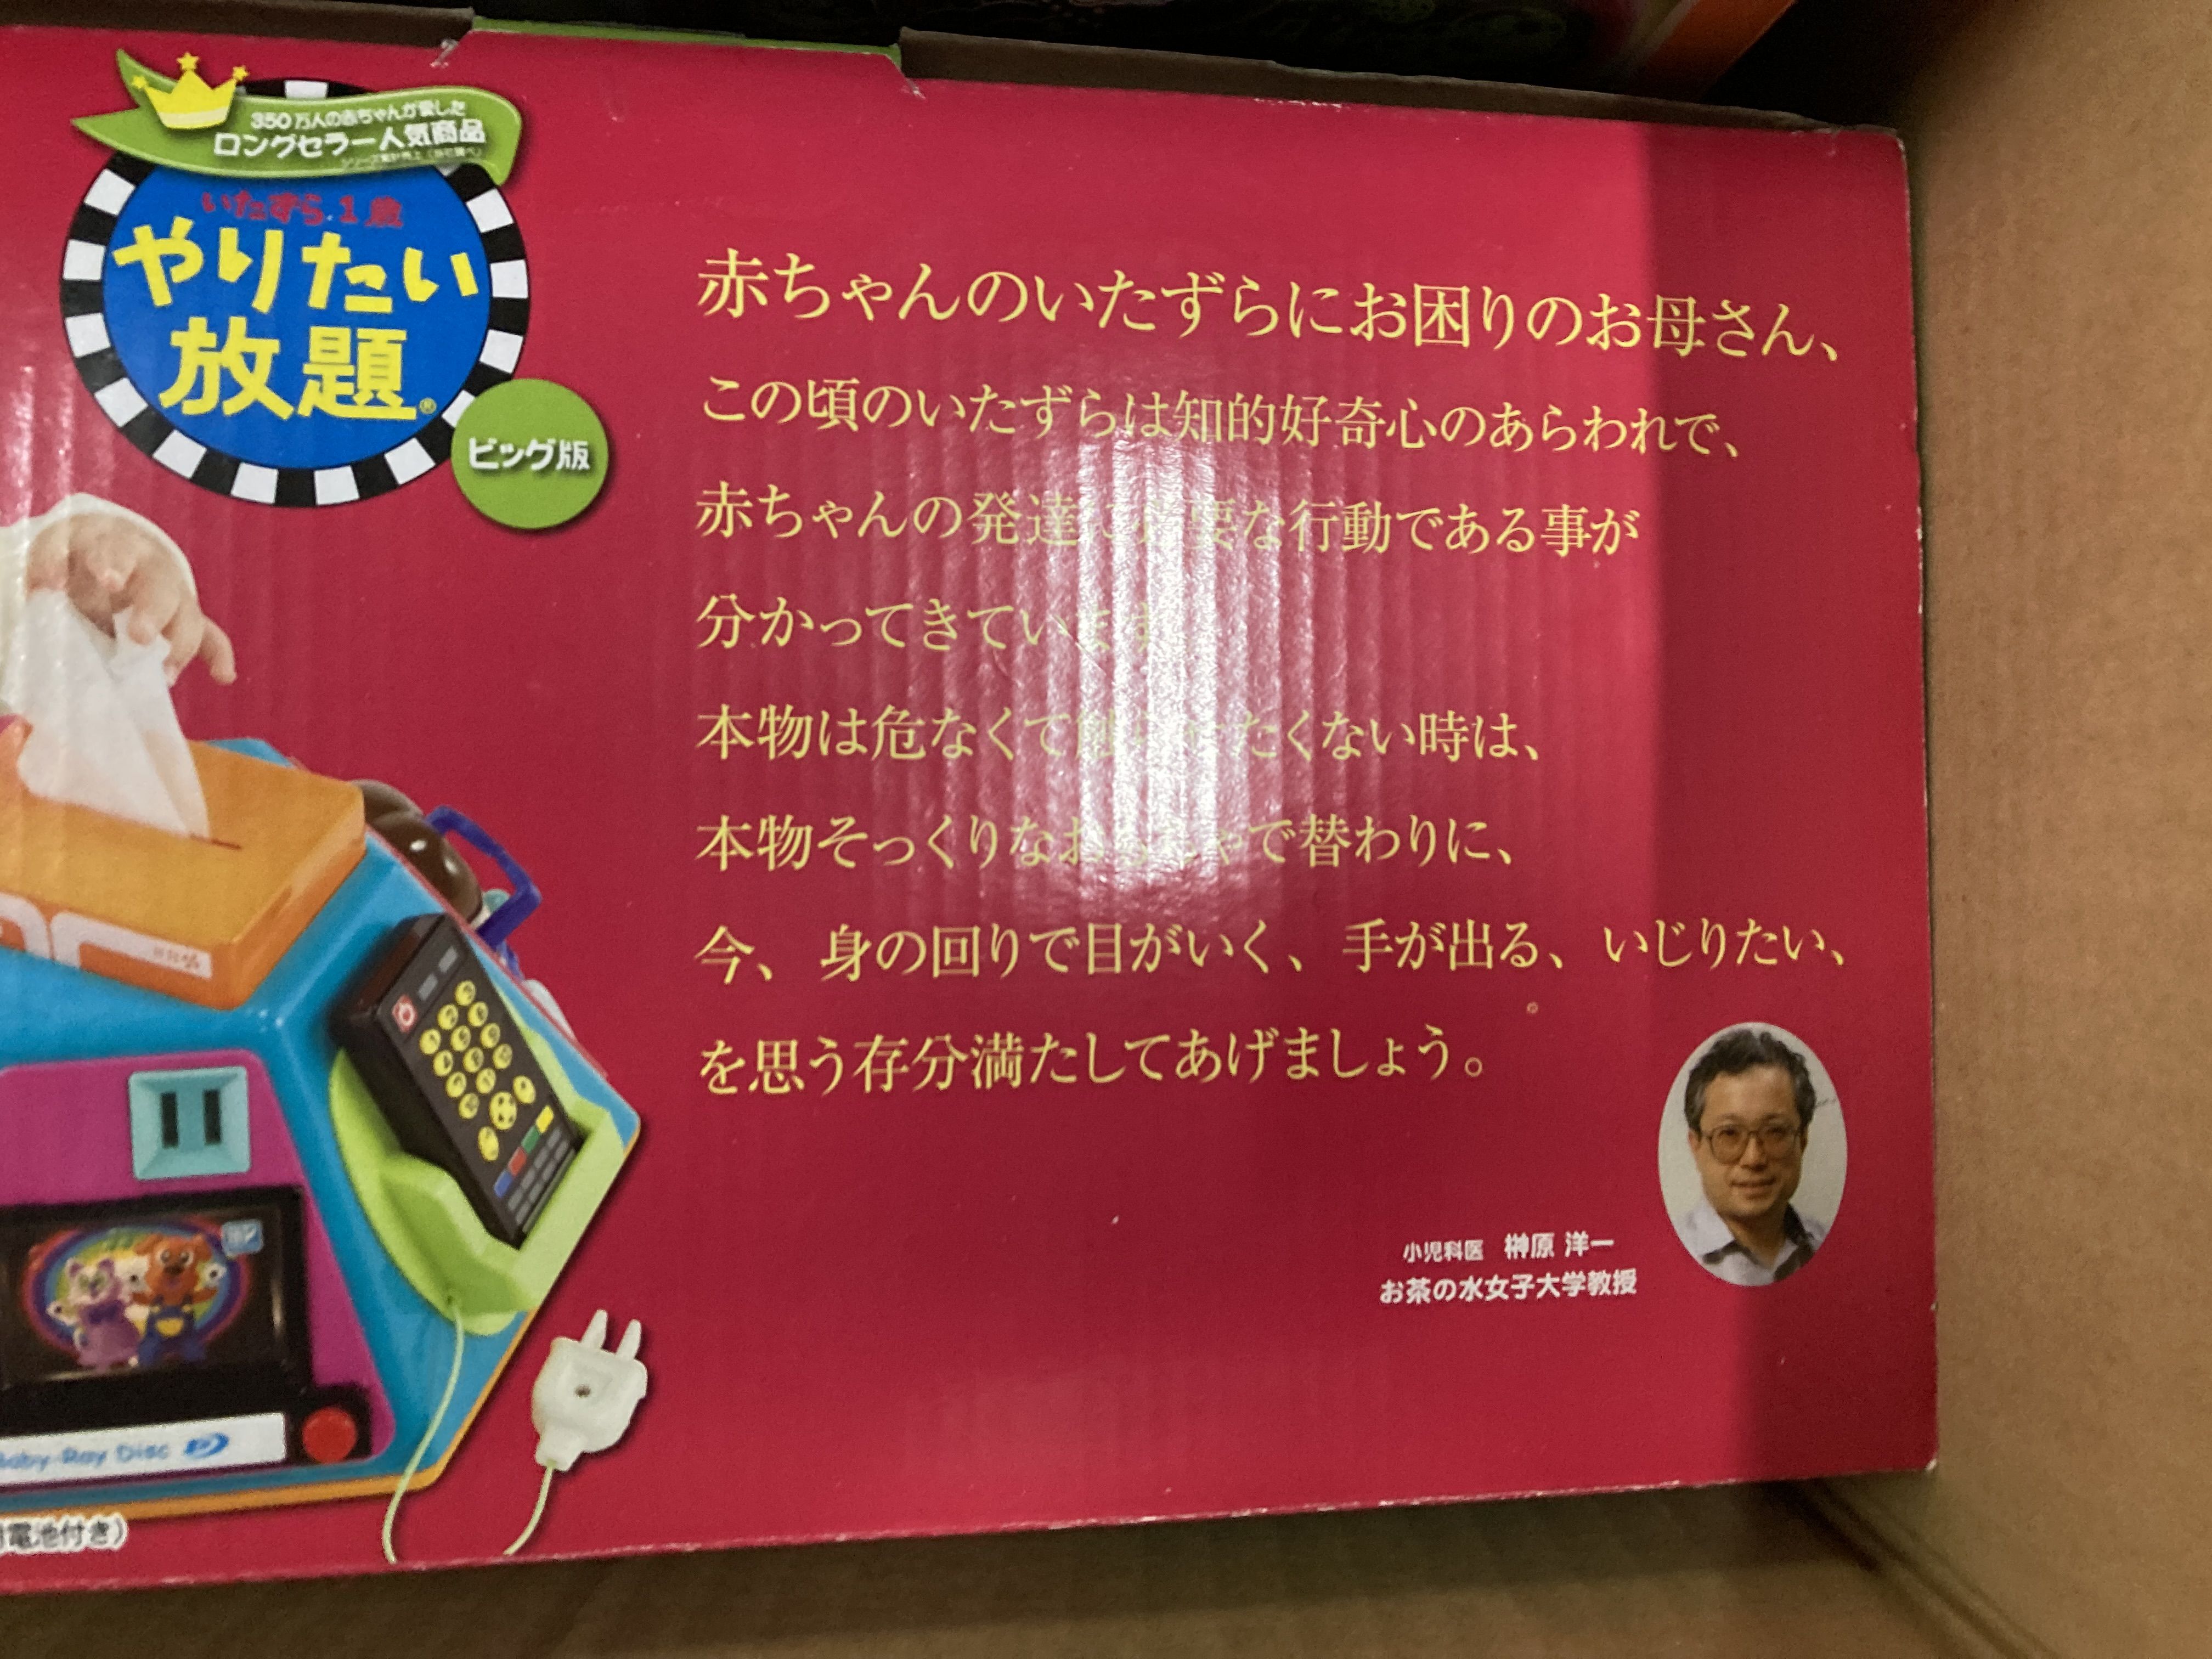 350万人の赤ちゃんが愛した
ロングセラー人気商品
いたずら1歳
やりたい
放題®
ビッグ版
赤ちゃんのいたずらにお困りのお母さん、
この頃のいたずらは知的好奇心のあらわれで、
赤ちゃんの発達 要な行動である事が
分かってきています
本物は危なくて たくない時は、
本物そっくりなお ゃで替わりに、
今、身の回りで目がいく、手が出る、いじりたい、
を思う存分満たしてあげましょう。
小児科医 榊原 洋一
お茶の水女子大学教授
Baby-Ray Disc
電池付き)